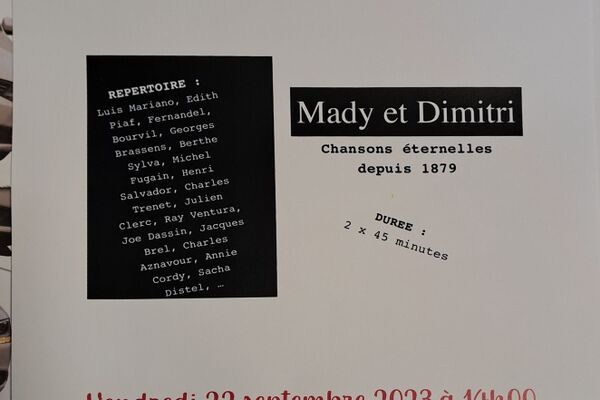 REPERTOIRE :
Luis Mariano, Edith
Piaf, Fernandel,
Bourvil, Georges
Brassens, Berthe
Sylva, Michel
Fugain, Henri
Salvador, Charles
Trenet, Julien
Clerc, Ray Ventura,
Joe Dassin, Jacques
Brel, Charles
Aznavour, Annie
Cordy, Sacha
Distel, …
Mady et Dimitri
Chansons éternelles
depuis 1879
DUREE :
2 x 45 minutes
Vendredi 22 septembre 2023 à 14h00